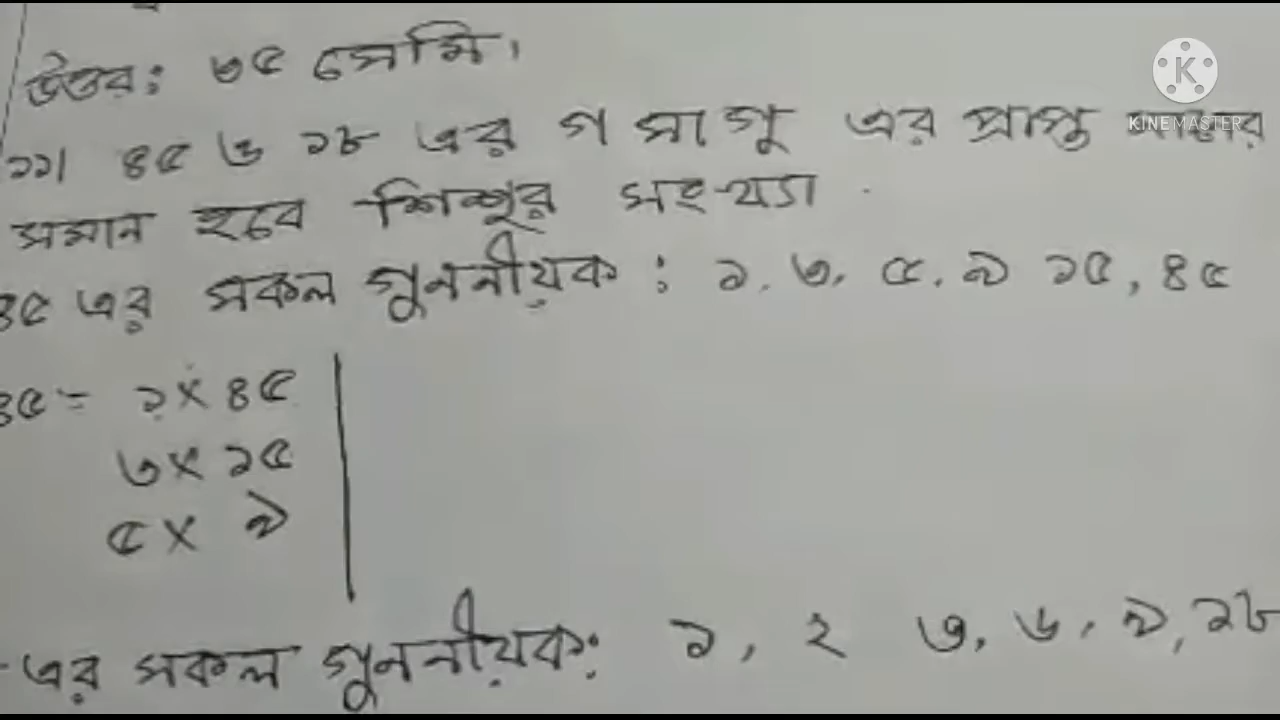 উত্তর: ৩৫ সেমি।
১১। ৪৫ ও ১৮ এর গ সা গু এর প্রাপ্ত মানের
সমান হবে শিশুর সংখ্যা
৪৫ এর সকল গুননীয়ক : ১, ৩, ৫, ৯ ১৫, ৪৫
৪৫ = ১ × ৪৫
৩ × ১৫
৫ × ৯
এর সকল গুননীয়ক: ১, ২ ৩, ৬, ৯, ১৮
K
KINEMASTER